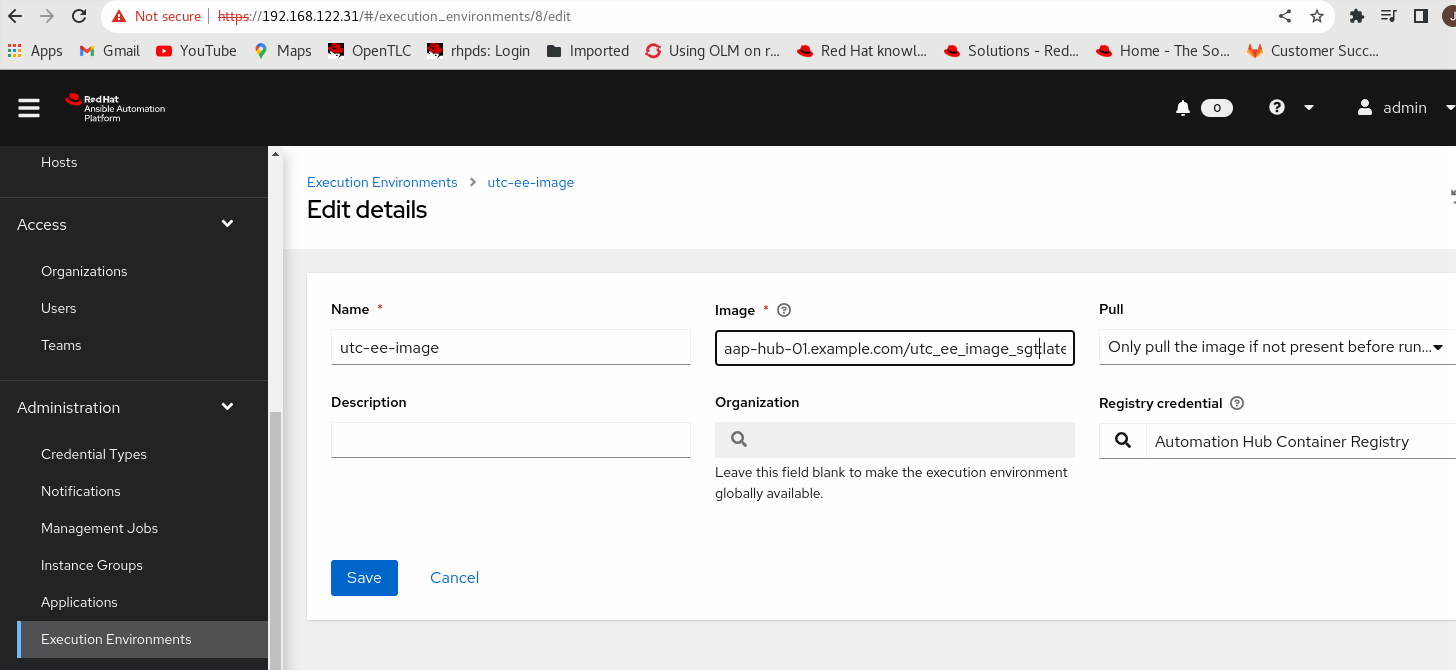 Not secure | https://192.168.122.31/#/execution_environments/8/edit
Apps Gmail YouTube Maps OpenTLC rhpds: Login Imported Using OLM on r... Red Hat knowl... Solutions - Red... Home - The So... Customer Succ...
Red Hat
Ansible Automation
Platform
0 admin
Hosts
Access
Organizations
Users
Teams
Administration
Credential Types
Notifications
Management Jobs
Instance Groups
Applications
Execution Environments
Execution Environments > utc-ee-image
Edit details
Name *
utc-ee-image
Image *
aap-hub-01.example.com/utc_ee_image_sgt:late
Pull
Only pull the image if not present before run...
Description
Organization
Leave this field blank to make the execution environment
globally available.
Registry credential
Automation Hub Container Registry
Save Cancel